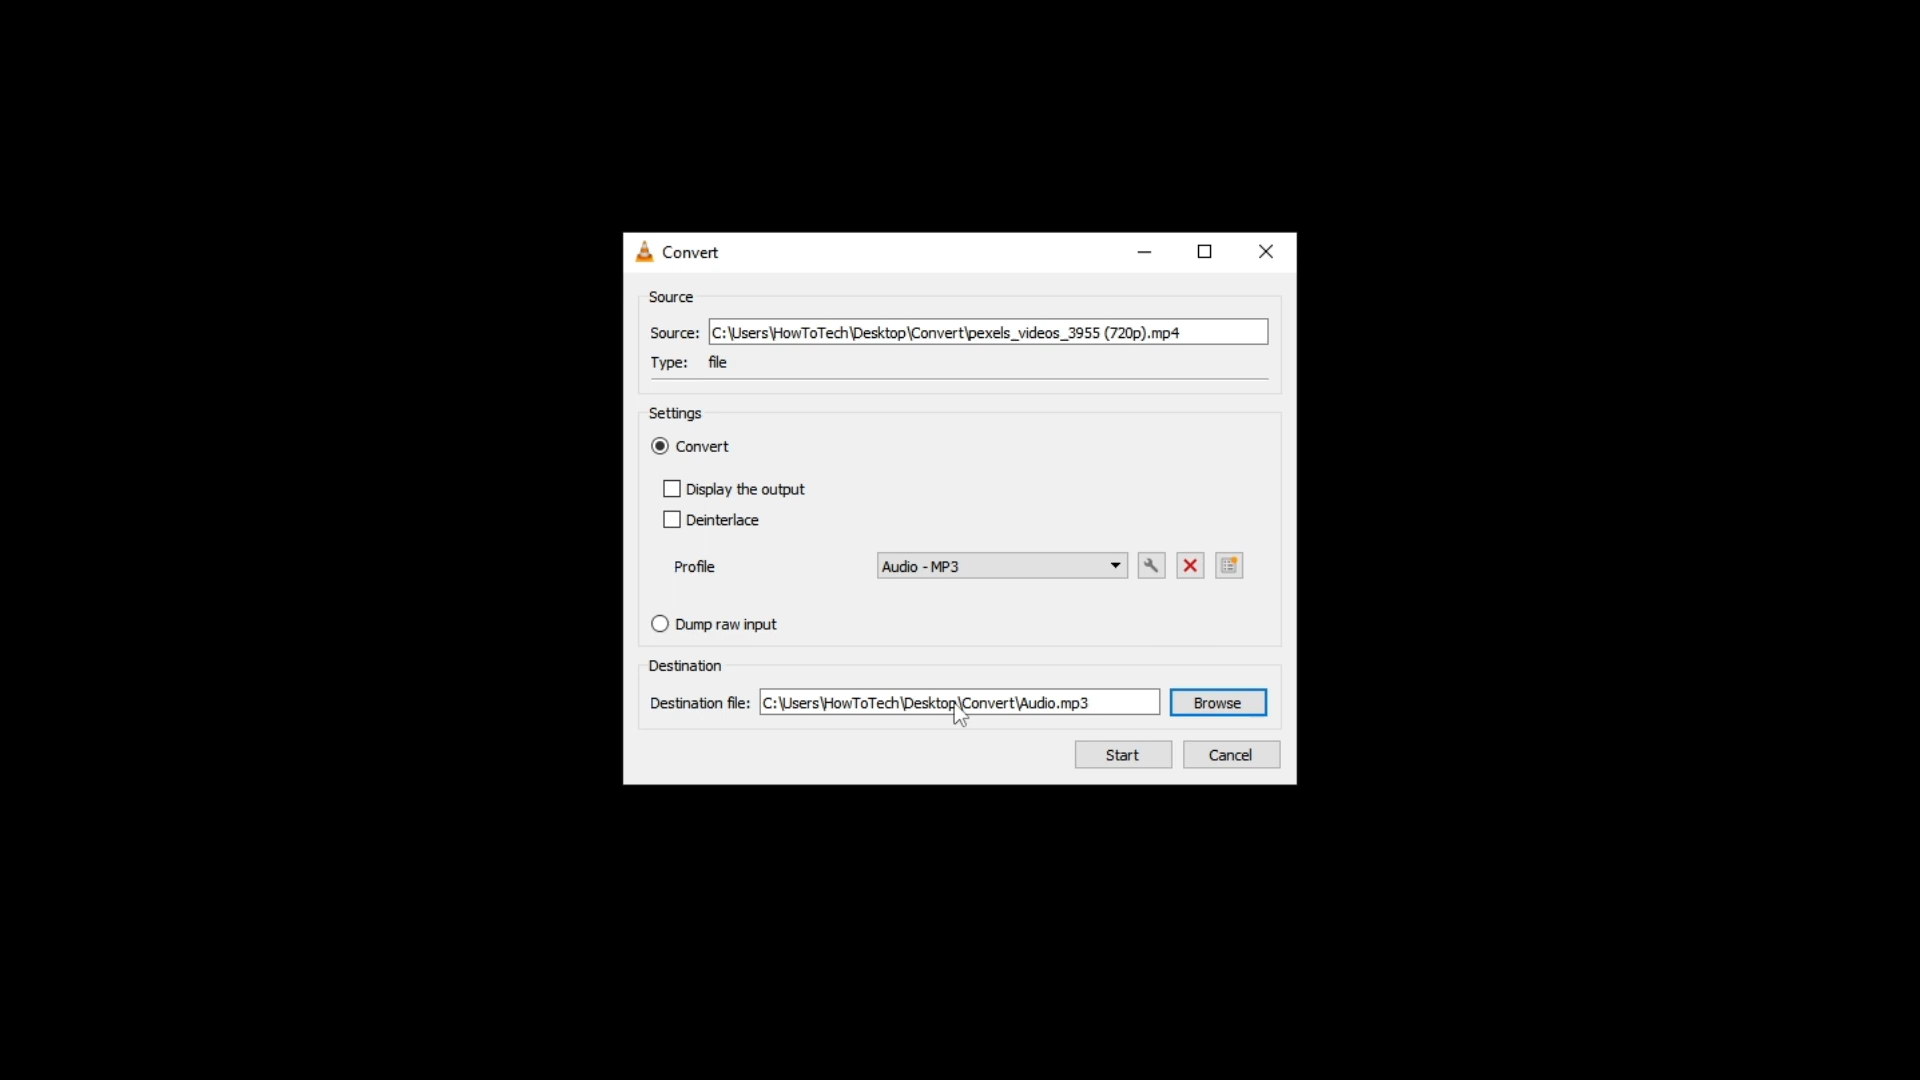 Convert
Source
Source: C:\Users\HowToTech\Desktop\Convert\pexels_videos_3955 (720p).mp4
Type: file
Settings
Convert
Display the output
Deinterlace
Profile Audio - MP3
Dump raw input
Destination
Destination file: C:\Users\HowToTech\Desktop\Convert\Audio.mp3 Browse
Start Cancel